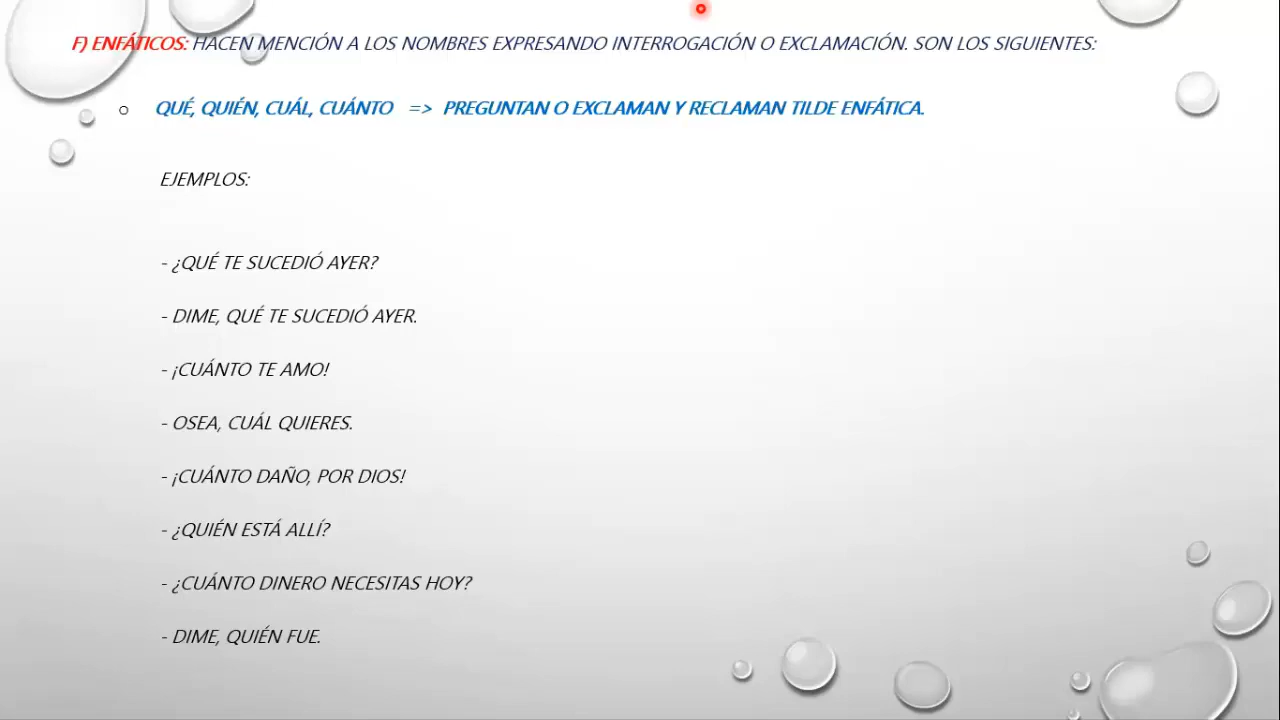 F) ENFÁTICOS: HACEN MENCIÓN A LOS NOMBRES EXPRESANDO INTERROGACIÓN O EXCLAMACIÓN. SON LOS SIGUIENTES:
o QUÉ, QUIÉN, CUÁL, CUÁNTO => PREGUNTAN O EXCLAMAN Y RECLAMAN TILDE ENFÁTICA.
EJEMPLOS:
- ¿QUÉ TE SUCEDIÓ AYER?
- DIME, QUÉ TE SUCEDIÓ AYER.
- ¡CUÁNTO TE AMO!
- OSEA, CUÁL QUIERES.
- ¡CUÁNTO DAÑO, POR DIOS!
- ¿QUIÉN ESTÁ ALLÍ?
- ¿CUÁNTO DINERO NECESITAS HOY?
- DIME, QUIÉN FUE.